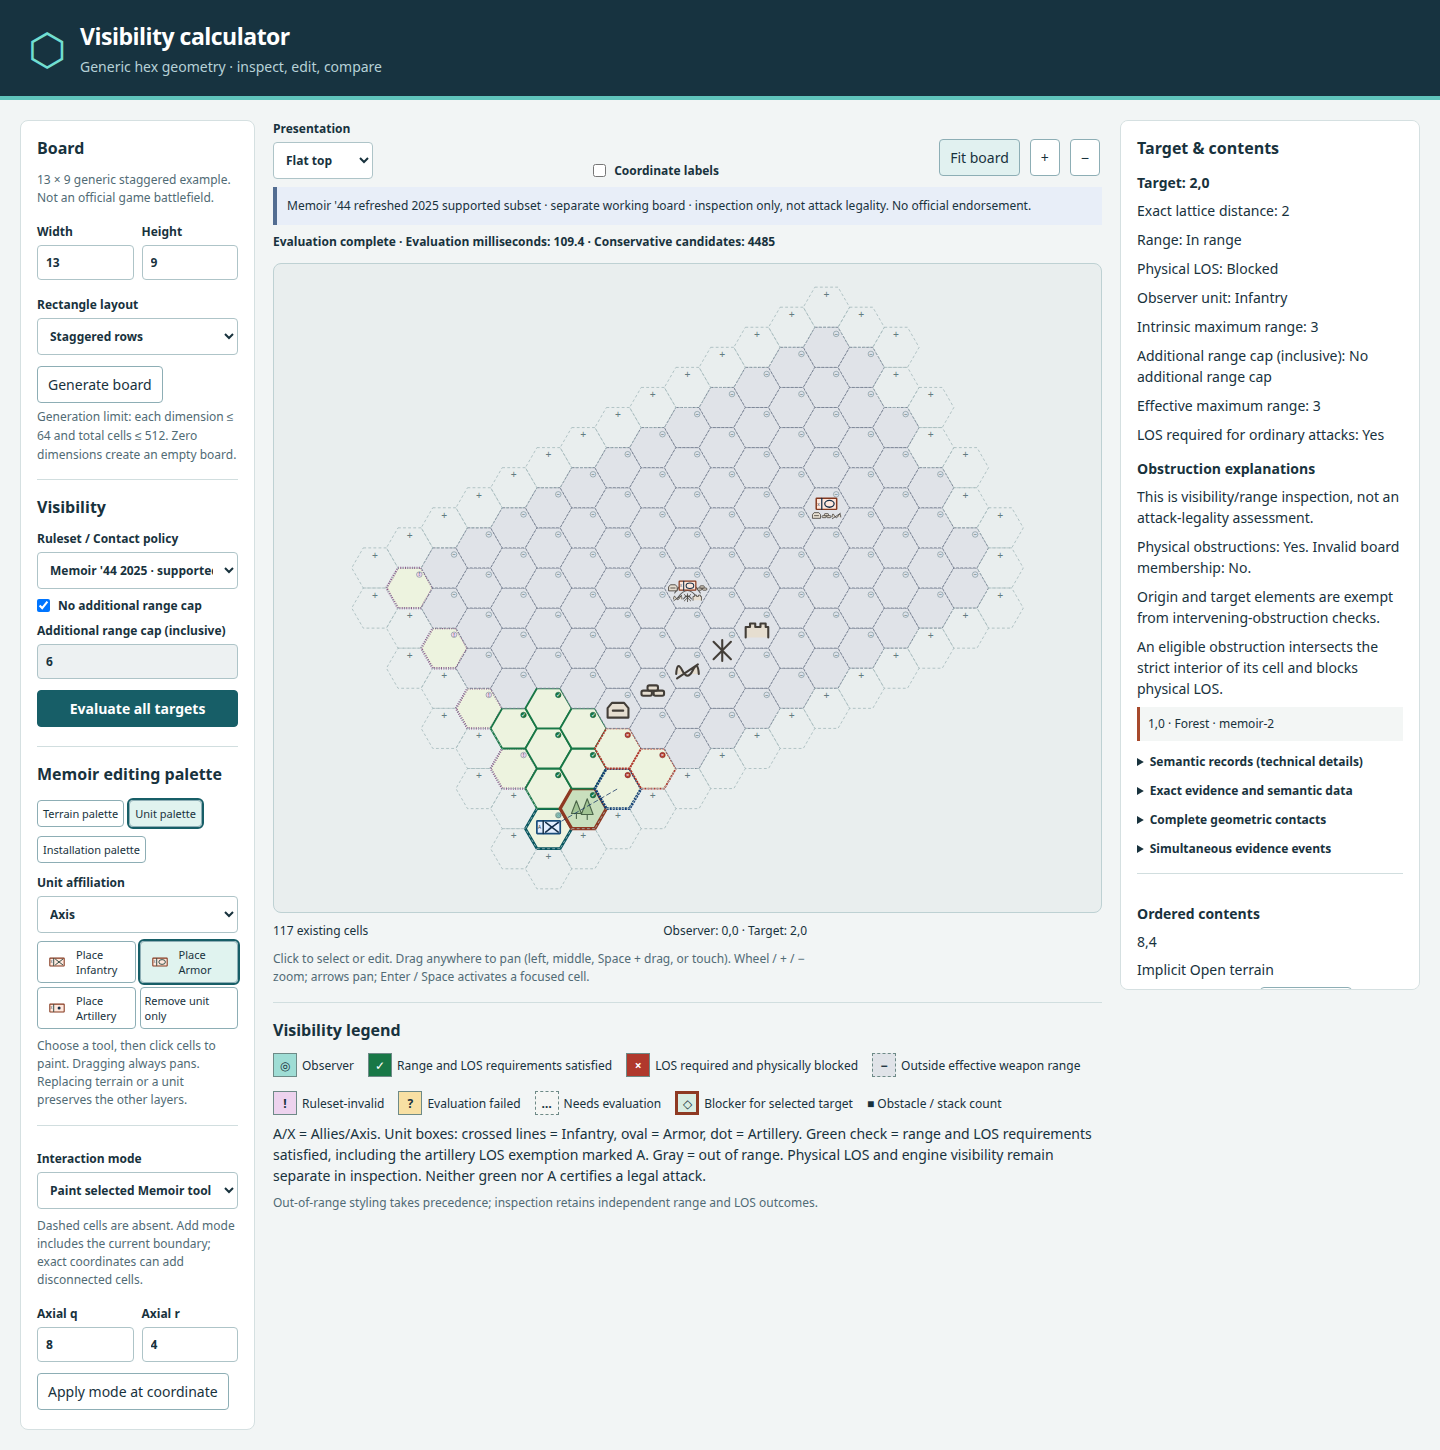 Visibility calculator
Generic hex geometry · inspect, edit, compare
Board
13 × 9 generic staggered example.
Not an official game battlefield.
Width
Height
13
9
Rectangle layout
Staggered rows
Generate board
Generation limit: each dimension ≤
64 and total cells ≤ 512. Zero
dimensions create an empty board.
Visibility
Ruleset / Contact policy
Memoir '44 2025 · supported
No additional range cap
Additional range cap (inclusive)
6
Evaluate all targets
Memoir editing palette
Terrain palette
Unit palette
Installation palette
Unit affiliation
Axis
Place
Infantry
Place
Armor
Place
Artillery
Remove unit
only
Choose a tool, then click cells to
paint. Dragging always pans.
Replacing terrain or a unit
preserves the other layers.
Interaction mode
Paint selected Memoir tool
Dashed cells are absent. Add mode
includes the current boundary;
exact coordinates can add
disconnected cells.
Axial q
Axial r
8
4
Apply mode at coordinate
Presentation
Flat top
Coordinate labels
Fit board
+
−
Memoir '44 refreshed 2025 supported subset · separate working board · inspection only, not attack legality. No official endorsement.
Evaluation complete · Evaluation milliseconds: 109.4 · Conservative candidates: 4485
117 existing cells
Observer: 0,0 · Target: 2,0
Click to select or edit. Drag anywhere to pan (left, middle, Space + drag, or touch). Wheel / + / −
zoom; arrows pan; Enter / Space activates a focused cell.
Visibility legend
◎ Observer
✓ Range and LOS requirements satisfied
× LOS required and physically blocked
− Outside effective weapon range
! Ruleset-invalid
? Evaluation failed
… Needs evaluation
◇ Blocker for selected target
■ Obstacle / stack count
A/X = Allies/Axis. Unit boxes: crossed lines = Infantry, oval = Armor, dot = Artillery. Green check = range and LOS requirements
satisfied, including the artillery LOS exemption marked A. Gray = out of range. Physical LOS and engine visibility remain
separate in inspection. Neither green nor A certifies a legal attack.
Out-of-range styling takes precedence; inspection retains independent range and LOS outcomes.
Target & contents
Target: 2,0
Exact lattice distance: 2
Range: In range
Physical LOS: Blocked
Observer unit: Infantry
Intrinsic maximum range: 3
Additional range cap (inclusive): No
additional range cap
Effective maximum range: 3
LOS required for ordinary attacks: Yes
Obstruction explanations
This is visibility/range inspection, not an
attack-legality assessment.
Physical obstructions: Yes. Invalid board
membership: No.
Origin and target elements are exempt
from intervening-obstruction checks.
An eligible obstruction intersects the
strict interior of its cell and blocks
physical LOS.
1,0 · Forest · memoir-2
Semantic records (technical details)
Exact evidence and semantic data
Complete geometric contacts
Simultaneous evidence events
Ordered contents
8,4
Implicit Open terrain